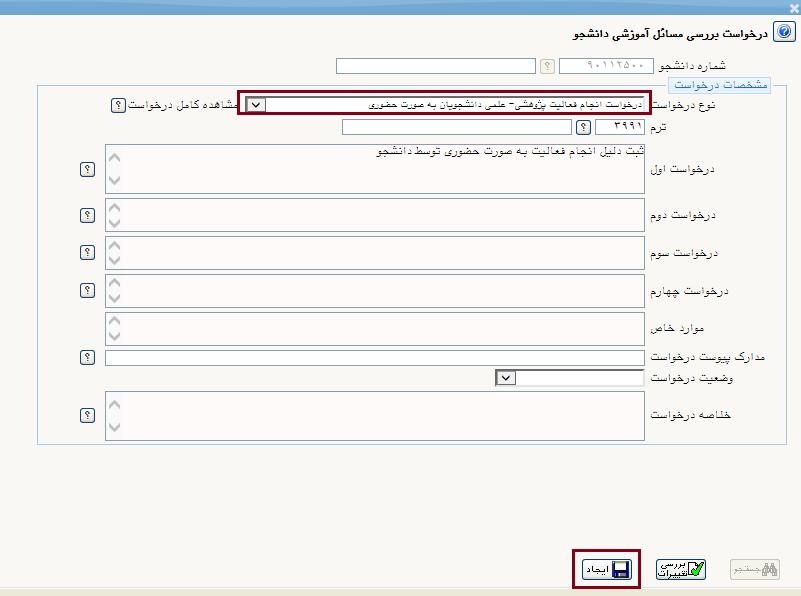 درخواست بررسی مسائل آموزشی دانشجو
شماره دانشجو ۹۰۱۱۲۵۰۰ ؟
مشخصات درخواست
نوع درخواست درخواست انجام فعالیت پژوهشی- علمی دانشجویان به صورت حضوری مشاهده کامل درخواست ؟
ترم ۳۹۹۱ ؟
درخواست اول ثبت دلیل انجام فعالیت به صورت حضوری توسط دانشجو ؟
درخواست دوم ؟
درخواست سوم ؟
درخواست چهارم ؟
موارد خاص
مدارک پیوست درخواست ؟
وضعیت درخواست
خلاصه درخواست ؟
جستجو بررسی تغییرات ایجاد